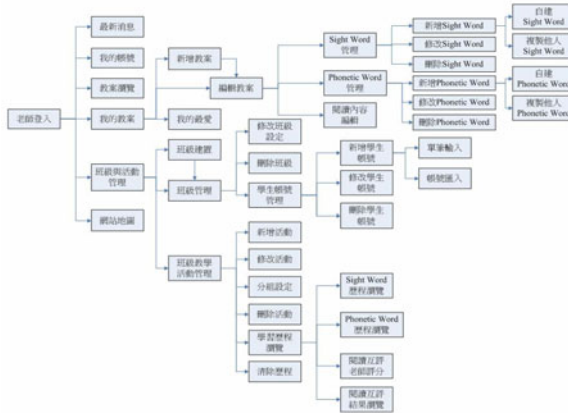 老師登入
最新消息
我的帳號
教案瀏覽
我的教案
班級與活動
管理
網站地圖
新增教案
編輯教案
我的最愛
班級建置
班級管理
班級教學
活動管理
Sight Word
管理
Phonetic Word
管理
閱讀內容
編輯
新增Sight Word
修改Sight Word
刪除Sight Word
自建
Sight Word
複製他人
Sight Word
新增Phonetic Word
修改Phonetic Word
刪除Phonetic Word
自建
Phonetic Word
複製他人
Phonetic Word
修改班級
設定
刪除班級
學生帳號
管理
新增學生
帳號
修改學生
帳號
刪除學生
帳號
單筆輸入
帳號匯入
新增活動
修改活動
分組設定
刪除活動
學習歷程
瀏覽
清除歷程
Sight Word
歷程瀏覽
Phonetic Word
歷程瀏覽
閱讀互評
老師評分
閱讀互評
結果瀏覽